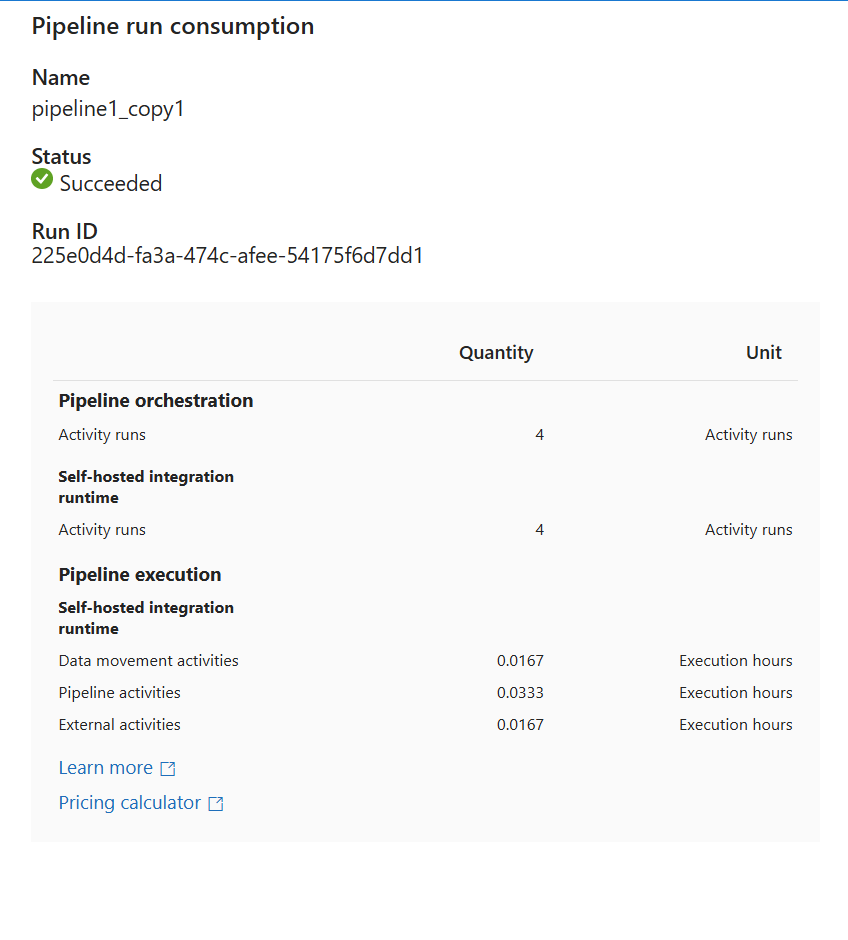 Pipeline run consumption
Name
pipeline1_copy1
Status
Succeeded
Run ID
225e0d4d-fa3a-474c-afee-54175f6d7dd1
Quantity Unit
Pipeline orchestration
Activity runs 4 Activity runs
Self-hosted integration
runtime
Activity runs 4 Activity runs
Pipeline execution
Self-hosted integration
runtime
Data movement activities 0.0167 Execution hours
Pipeline activities 0.0333 Execution hours
External activities 0.0167 Execution hours
Learn more
Pricing calculator